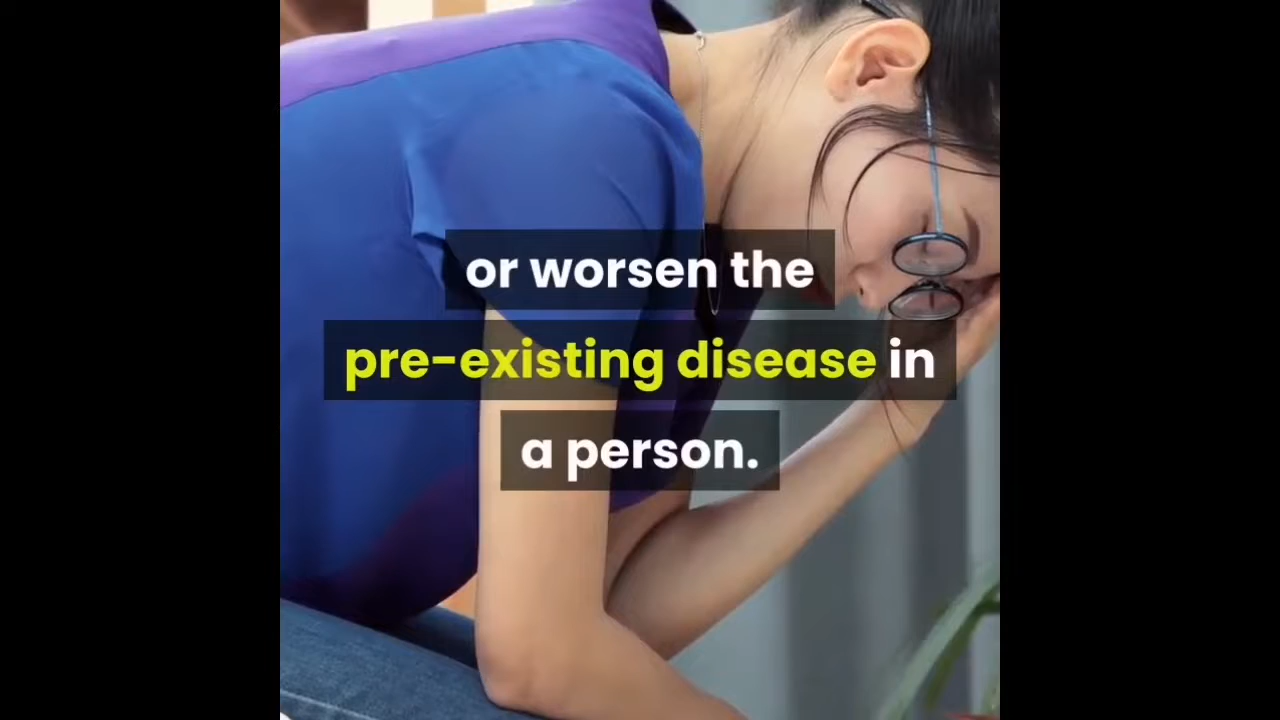 or worsen the
pre-existing disease in
a person.